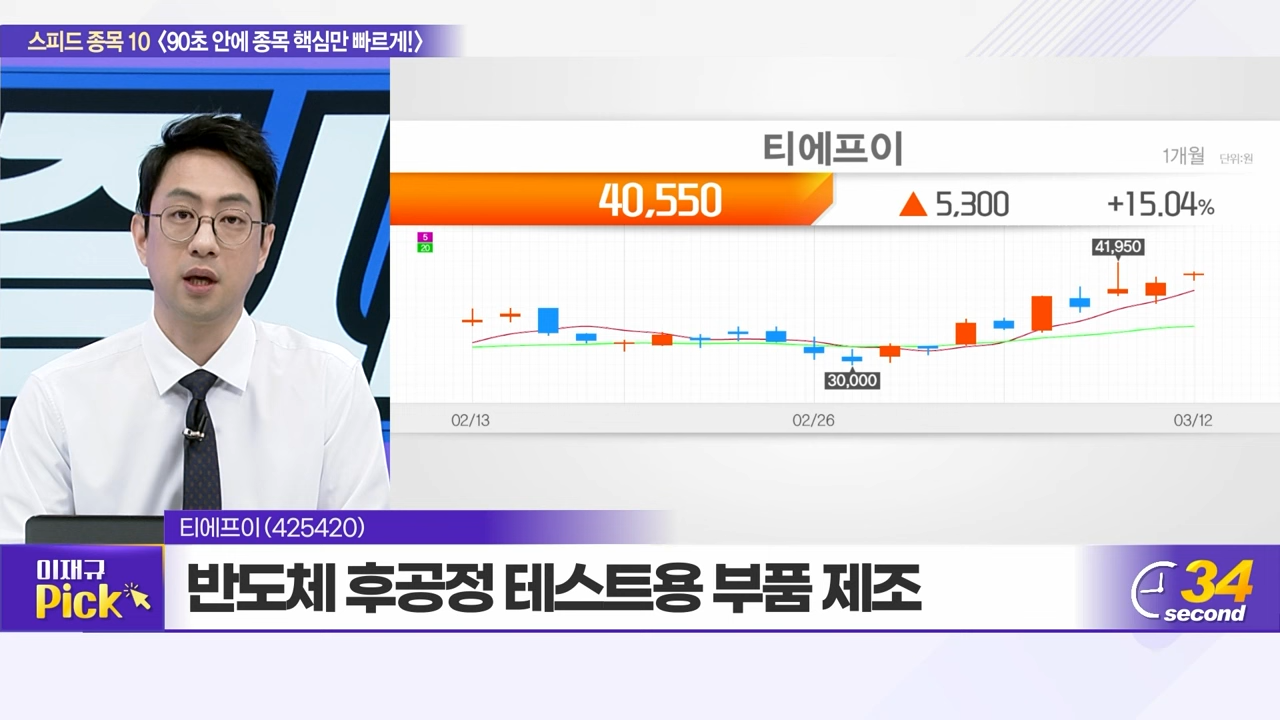 스피드 종목 10 〈90초 안에 종목 핵심만 빠르게!〉
티에프이
1개월 단위:원
40,550 ▲ 5,300 +15.04%
5
20
41,950
30,000
02/13 02/26 03/12
티에프이(425420)
이재규
Pick
반도체 후공정 테스트용 부품 제조
34
second